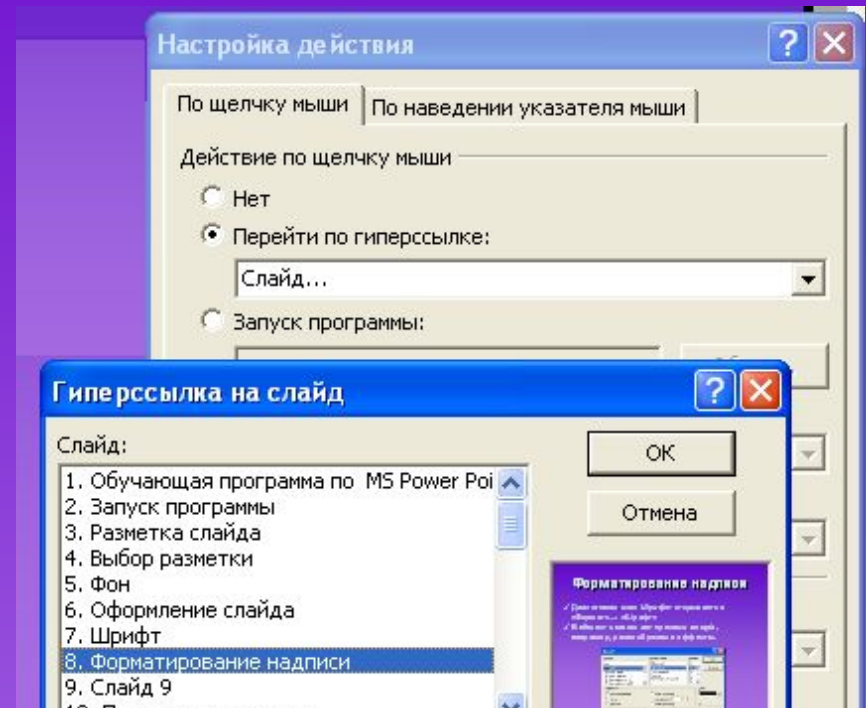 Настройка действия
По щелчку мыши
По наведении указателя мыши
Действие по щелчку мыши
Нет
Перейти по гиперссылке:
Слайд...
Запуск программы:
Гиперссылка на слайд
Слайд:
1. Обучающая программа по MS Power Poi
2. Запуск программы
3. Разметка слайда
4. Выбор разметки
5. Фон
6. Оформление слайда
7. Шрифт
8. Форматирование надписи
9. Слайд 9
OK
Отмена
Форматирование надписи